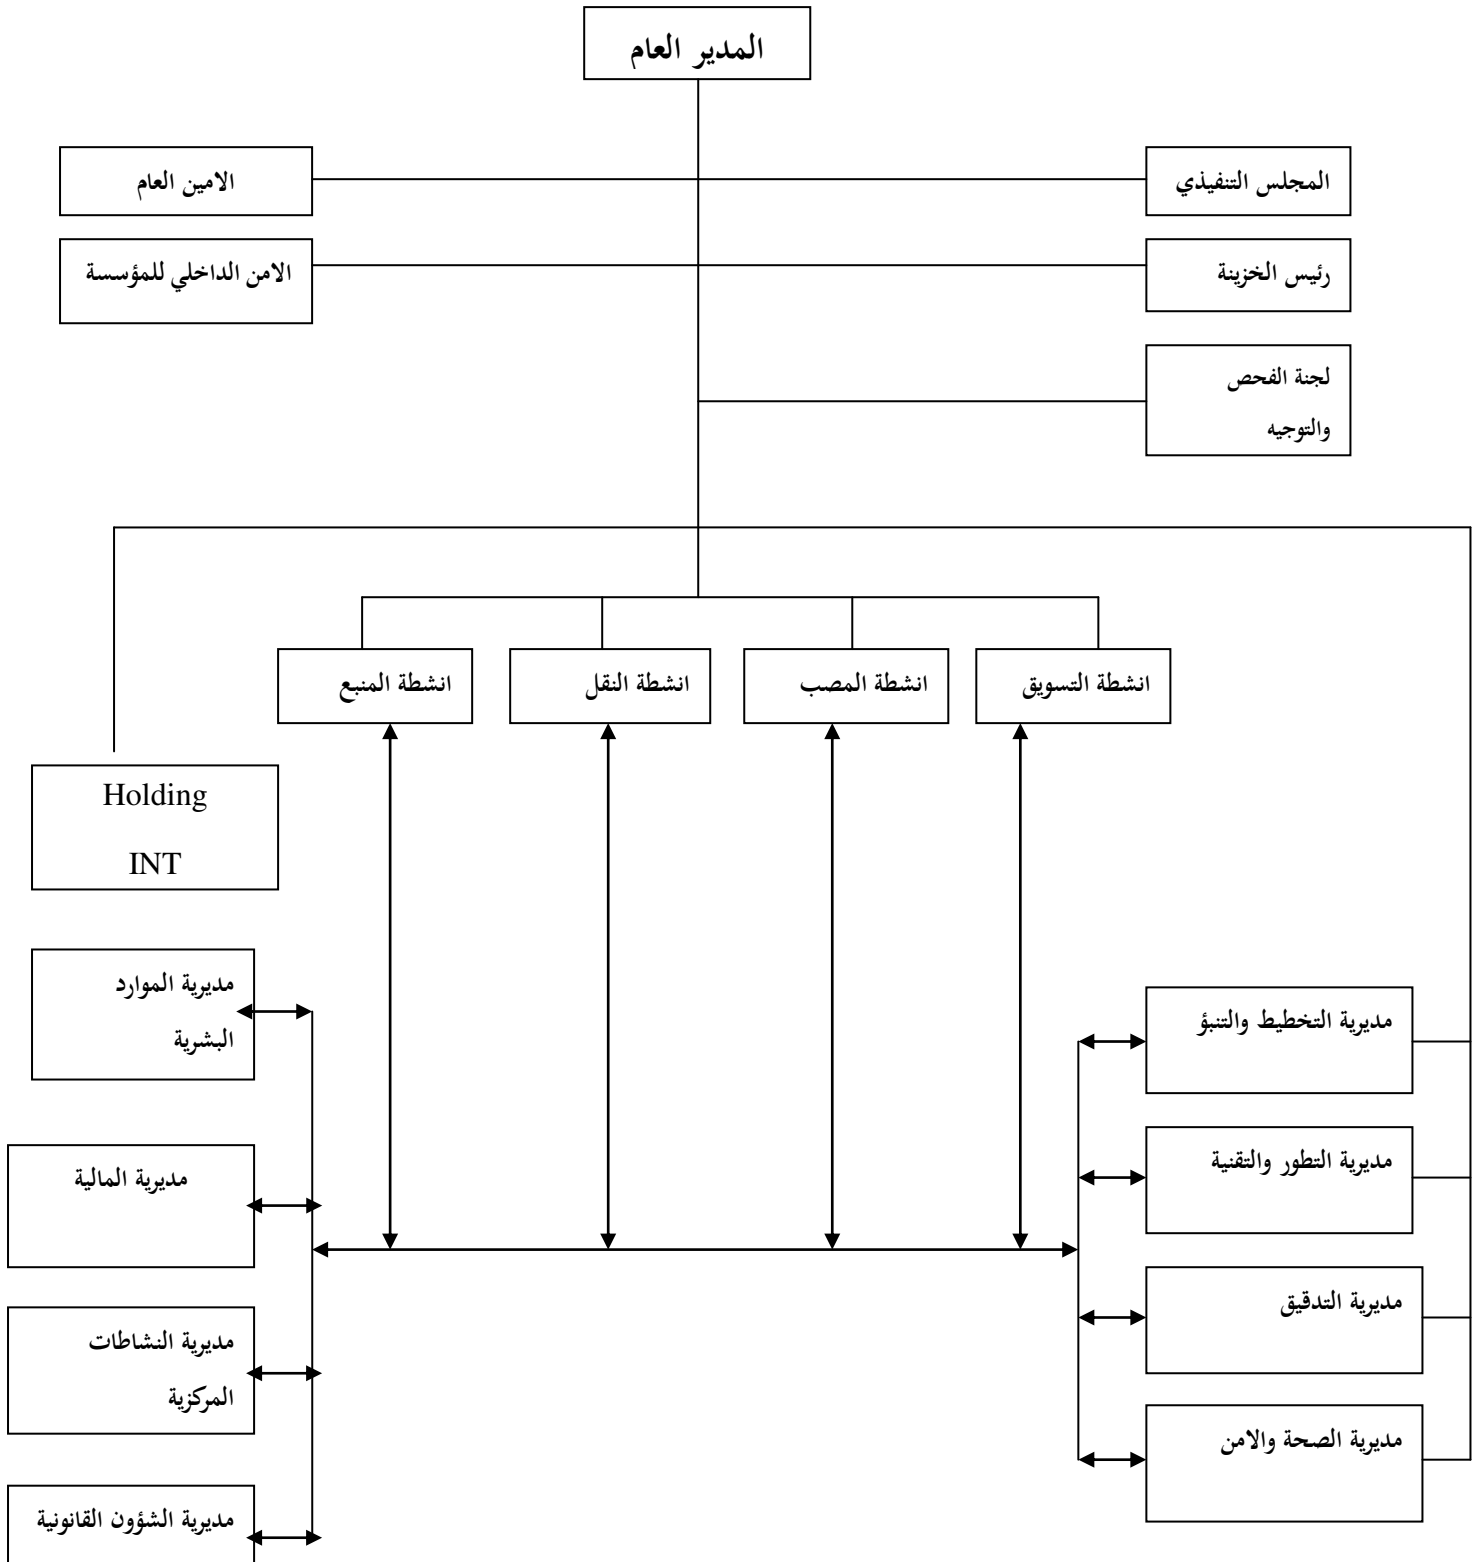 المدير العام
المجلس التنفيذي
الامين العام
رئيس الخزينة
الامن الداخلي للمؤسسة
لجنة الفحص
والتوجيه
انشطة التسويق
انشطة المصب
انشطة النقل
انشطة المنبع
Holding
INT
مديرية التخطيط والتنبؤ
مديرية التطور والتقنية
مديرية التدقيق
مديرية الصحة والامن
مديرية الموارد
البشرية
مديرية المالية
مديرية النشاطات
المركزية
مديرية الشؤون القانونية